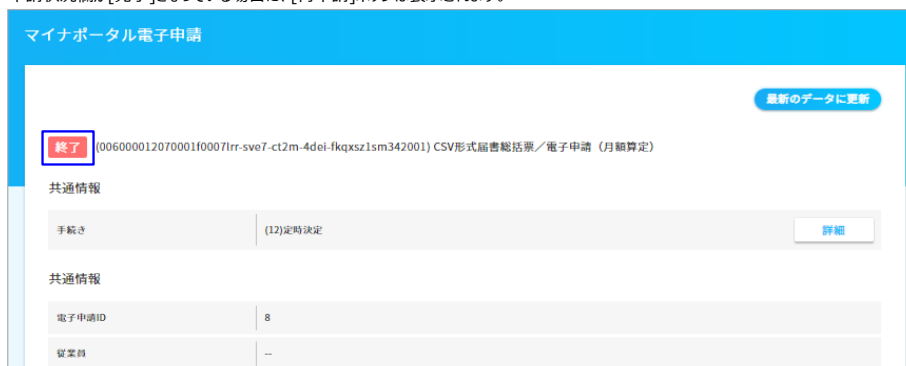 マイナポータル電子申請
最新のデータに更新
終了 (006000012070001f0007lrr-sve7-ct2m-4dei-fkqxsz1sm342001) CSV形式届書総括票／電子申請（月額算定）
共通情報
手続き (12)定時決定 詳細
共通情報
電子申請ID 8
従業員 --